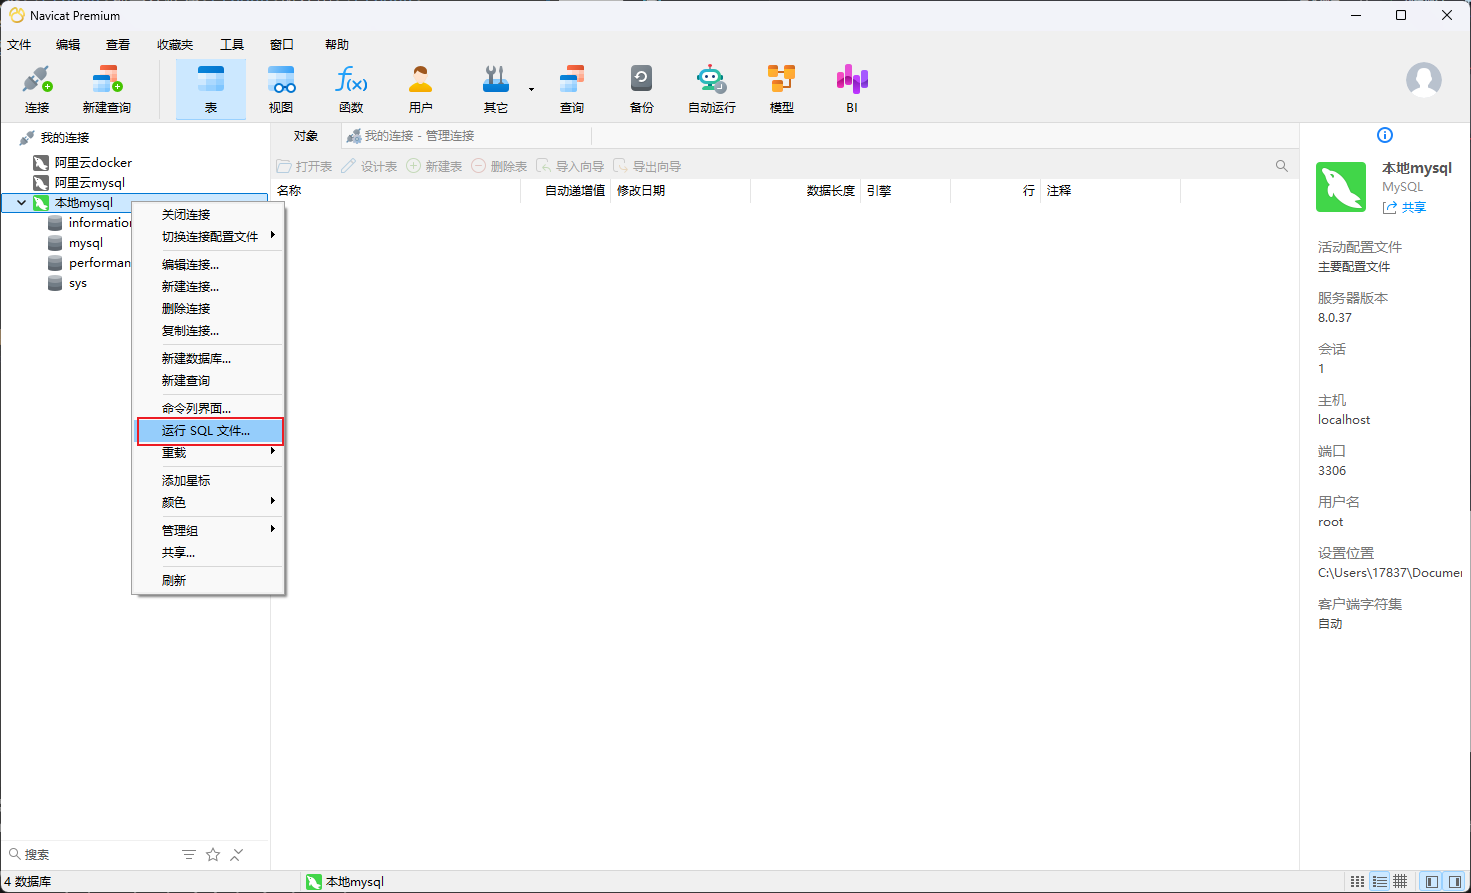 Navicat Premium
文件 编辑 查看 收藏夹 工具 窗口 帮助
连接 新建查询 表 视图 函数 用户 其它 查询 备份 自动运行 模型 BI
我的连接
阿里云docker
阿里云mysql
本地mysql
information
mysql
performan
sys
关闭连接
切换连接配置文件
编辑连接...
新建连接...
删除连接
复制连接...
新建数据库...
新建查询
命令列界面...
运行 SQL 文件...
重载
添加星标
颜色
管理组
共享...
刷新
对象 我的连接 - 管理连接
打开表 设计表 新建表 删除表 导入向导 导出向导
名称 自动递增值 修改日期 数据长度 引擎 行 注释
本地mysql
MySQL
共享
活动配置文件
主要配置文件
服务器版本
8.0.37
会话
1
主机
localhost
端口
3306
用户名
root
设置位置
C:\Users\17837\Documer
客户端字符集
自动
搜索
4 数据库 本地mysql